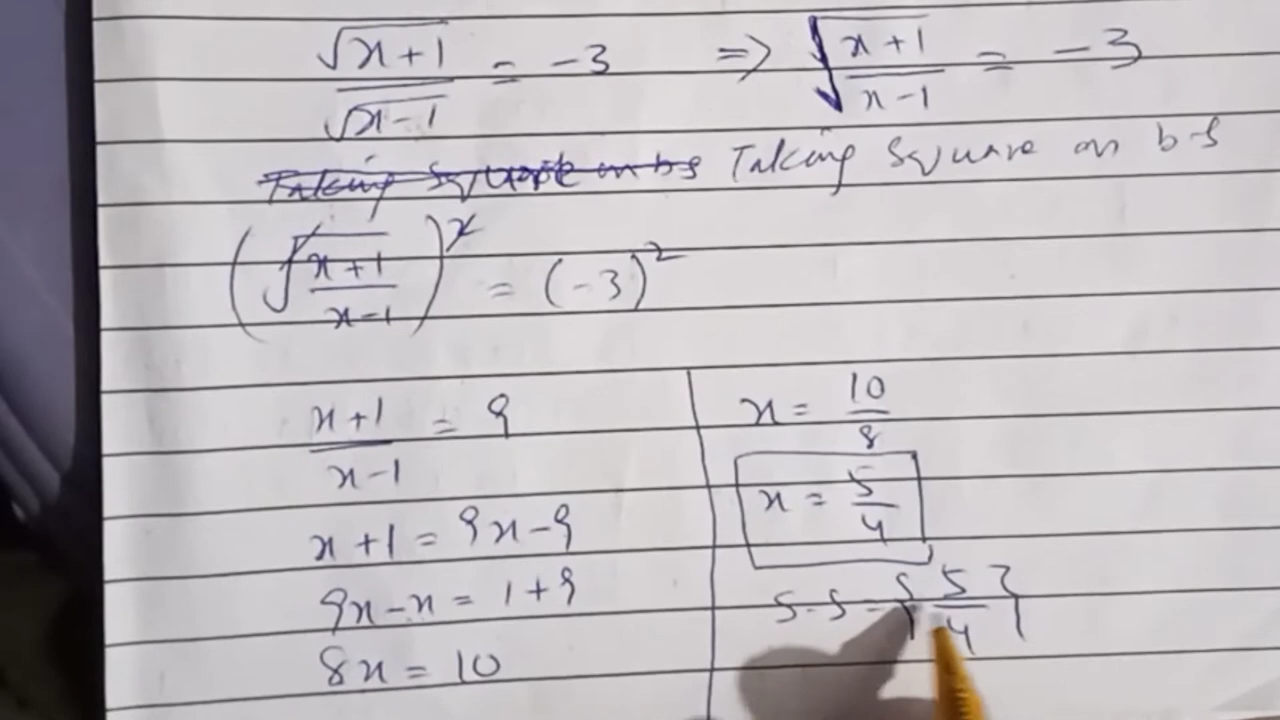 √x+1 / √x-1 = -3 ⇒ √(x+1 / x-1) = -3
Taking Square on bs Taking Square on b-s
(√(x+1 / x-1))² = (-3)²
x+1 / x-1 = 9
x+1 = 9x-9
9x-x = 1+9
8x = 10
x = 10/8
x = 5/4
S-S = {5/4}